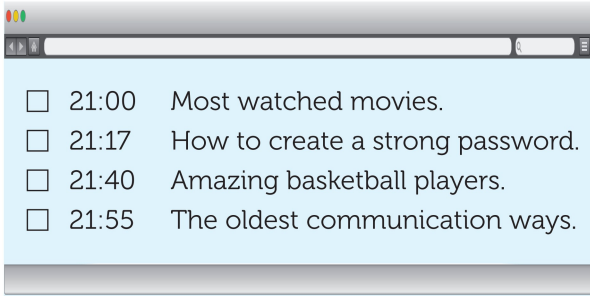 21:00 Most watched movies.
21:17 How to create a strong password.
21:40 Amazing basketball players.
21:55 The oldest communication ways.